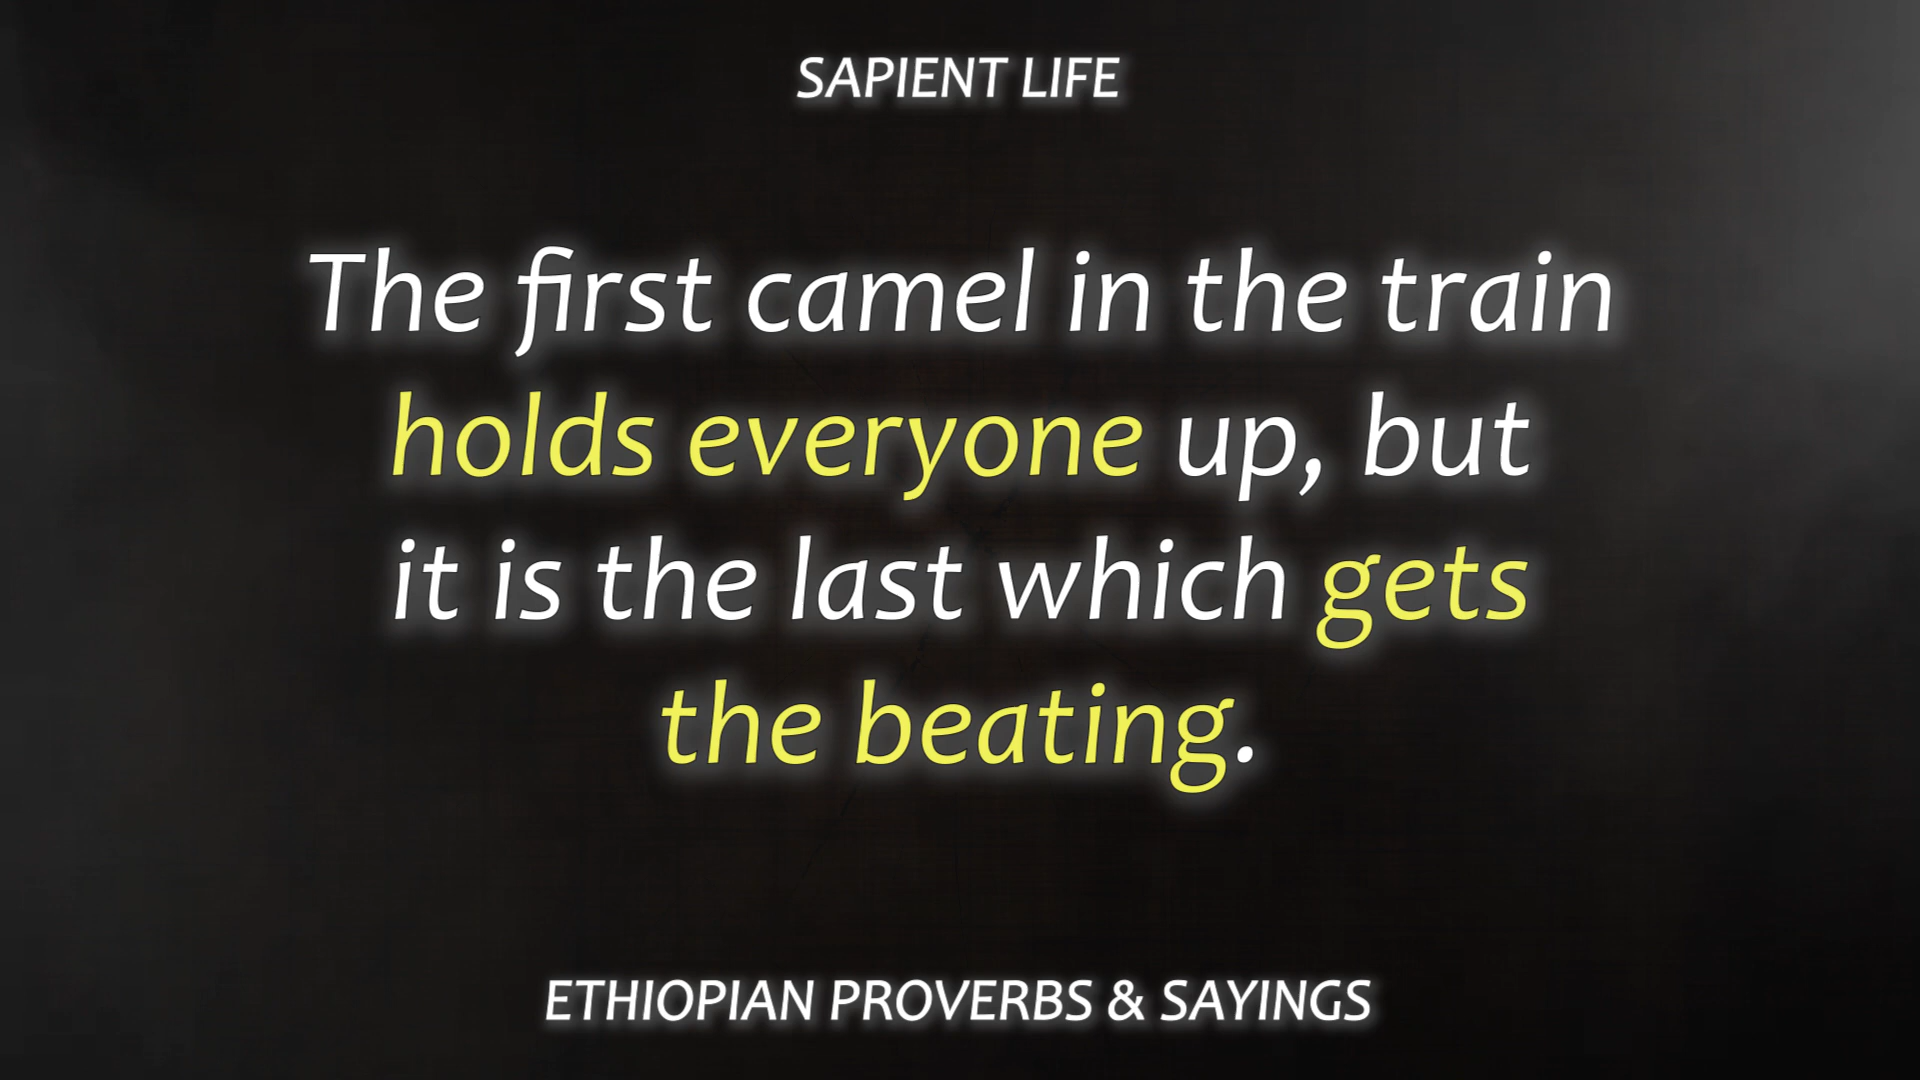 SAPIENT LIFE
The first camel in the train
holds everyone up, but
it is the last which gets
the beating.
ETHIOPIAN PROVERBS & SAYINGS